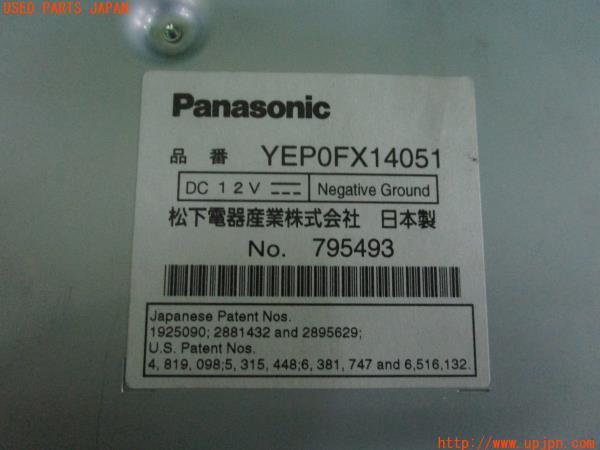 USED PARTS JAPAN
Panasonic
品番 YEP0FX14051
DC 12V Negative Ground
松下電器産業株式会社 日本製
No. 795493
Japanese Patent Nos.
1925090; 2881432 and 2895629;
U.S. Patent Nos.
4, 819, 098;5, 315, 448;6, 381, 747 and 6,516,132.
http://www.upjpn.com/